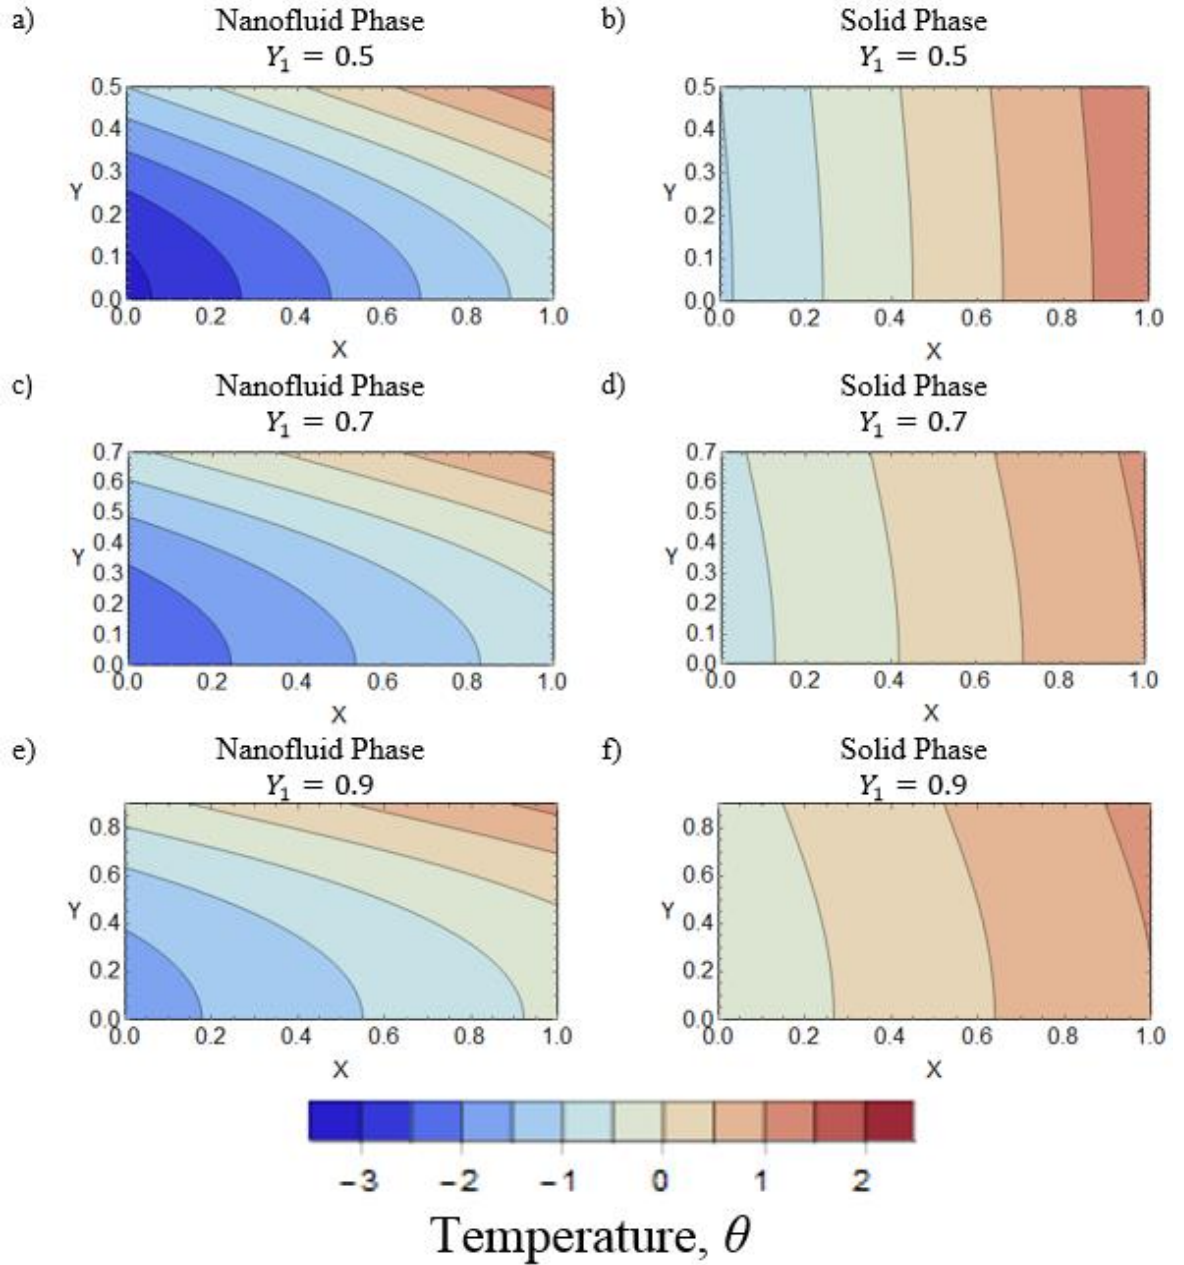 a) Nanofluid Phase
Y₁ = 0.5
0.5
0.4
0.3
Y
0.2
0.1
0.0
0.0 0.2 0.4 0.6 0.8 1.0
X
b) Solid Phase
Y₁ = 0.5
0.5
0.4
0.3
Y
0.2
0.1
0.0
0.0 0.2 0.4 0.6 0.8 1.0
X
c) Nanofluid Phase
Y₁ = 0.7
0.7
0.6
0.5
0.4
Y
0.3
0.2
0.1
0.0
0.0 0.2 0.4 0.6 0.8 1.0
X
d) Solid Phase
Y₁ = 0.7
0.7
0.6
0.5
0.4
Y
0.3
0.2
0.1
0.0
0.0 0.2 0.4 0.6 0.8 1.0
X
e) Nanofluid Phase
Y₁ = 0.9
0.8
0.6
Y
0.4
0.2
0.0
0.0 0.2 0.4 0.6 0.8 1.0
X
f) Solid Phase
Y₁ = 0.9
0.8
0.6
Y
0.4
0.2
0.0
0.0 0.2 0.4 0.6 0.8 1.0
X
−3 −2 −1 0 1 2
Temperature, θ